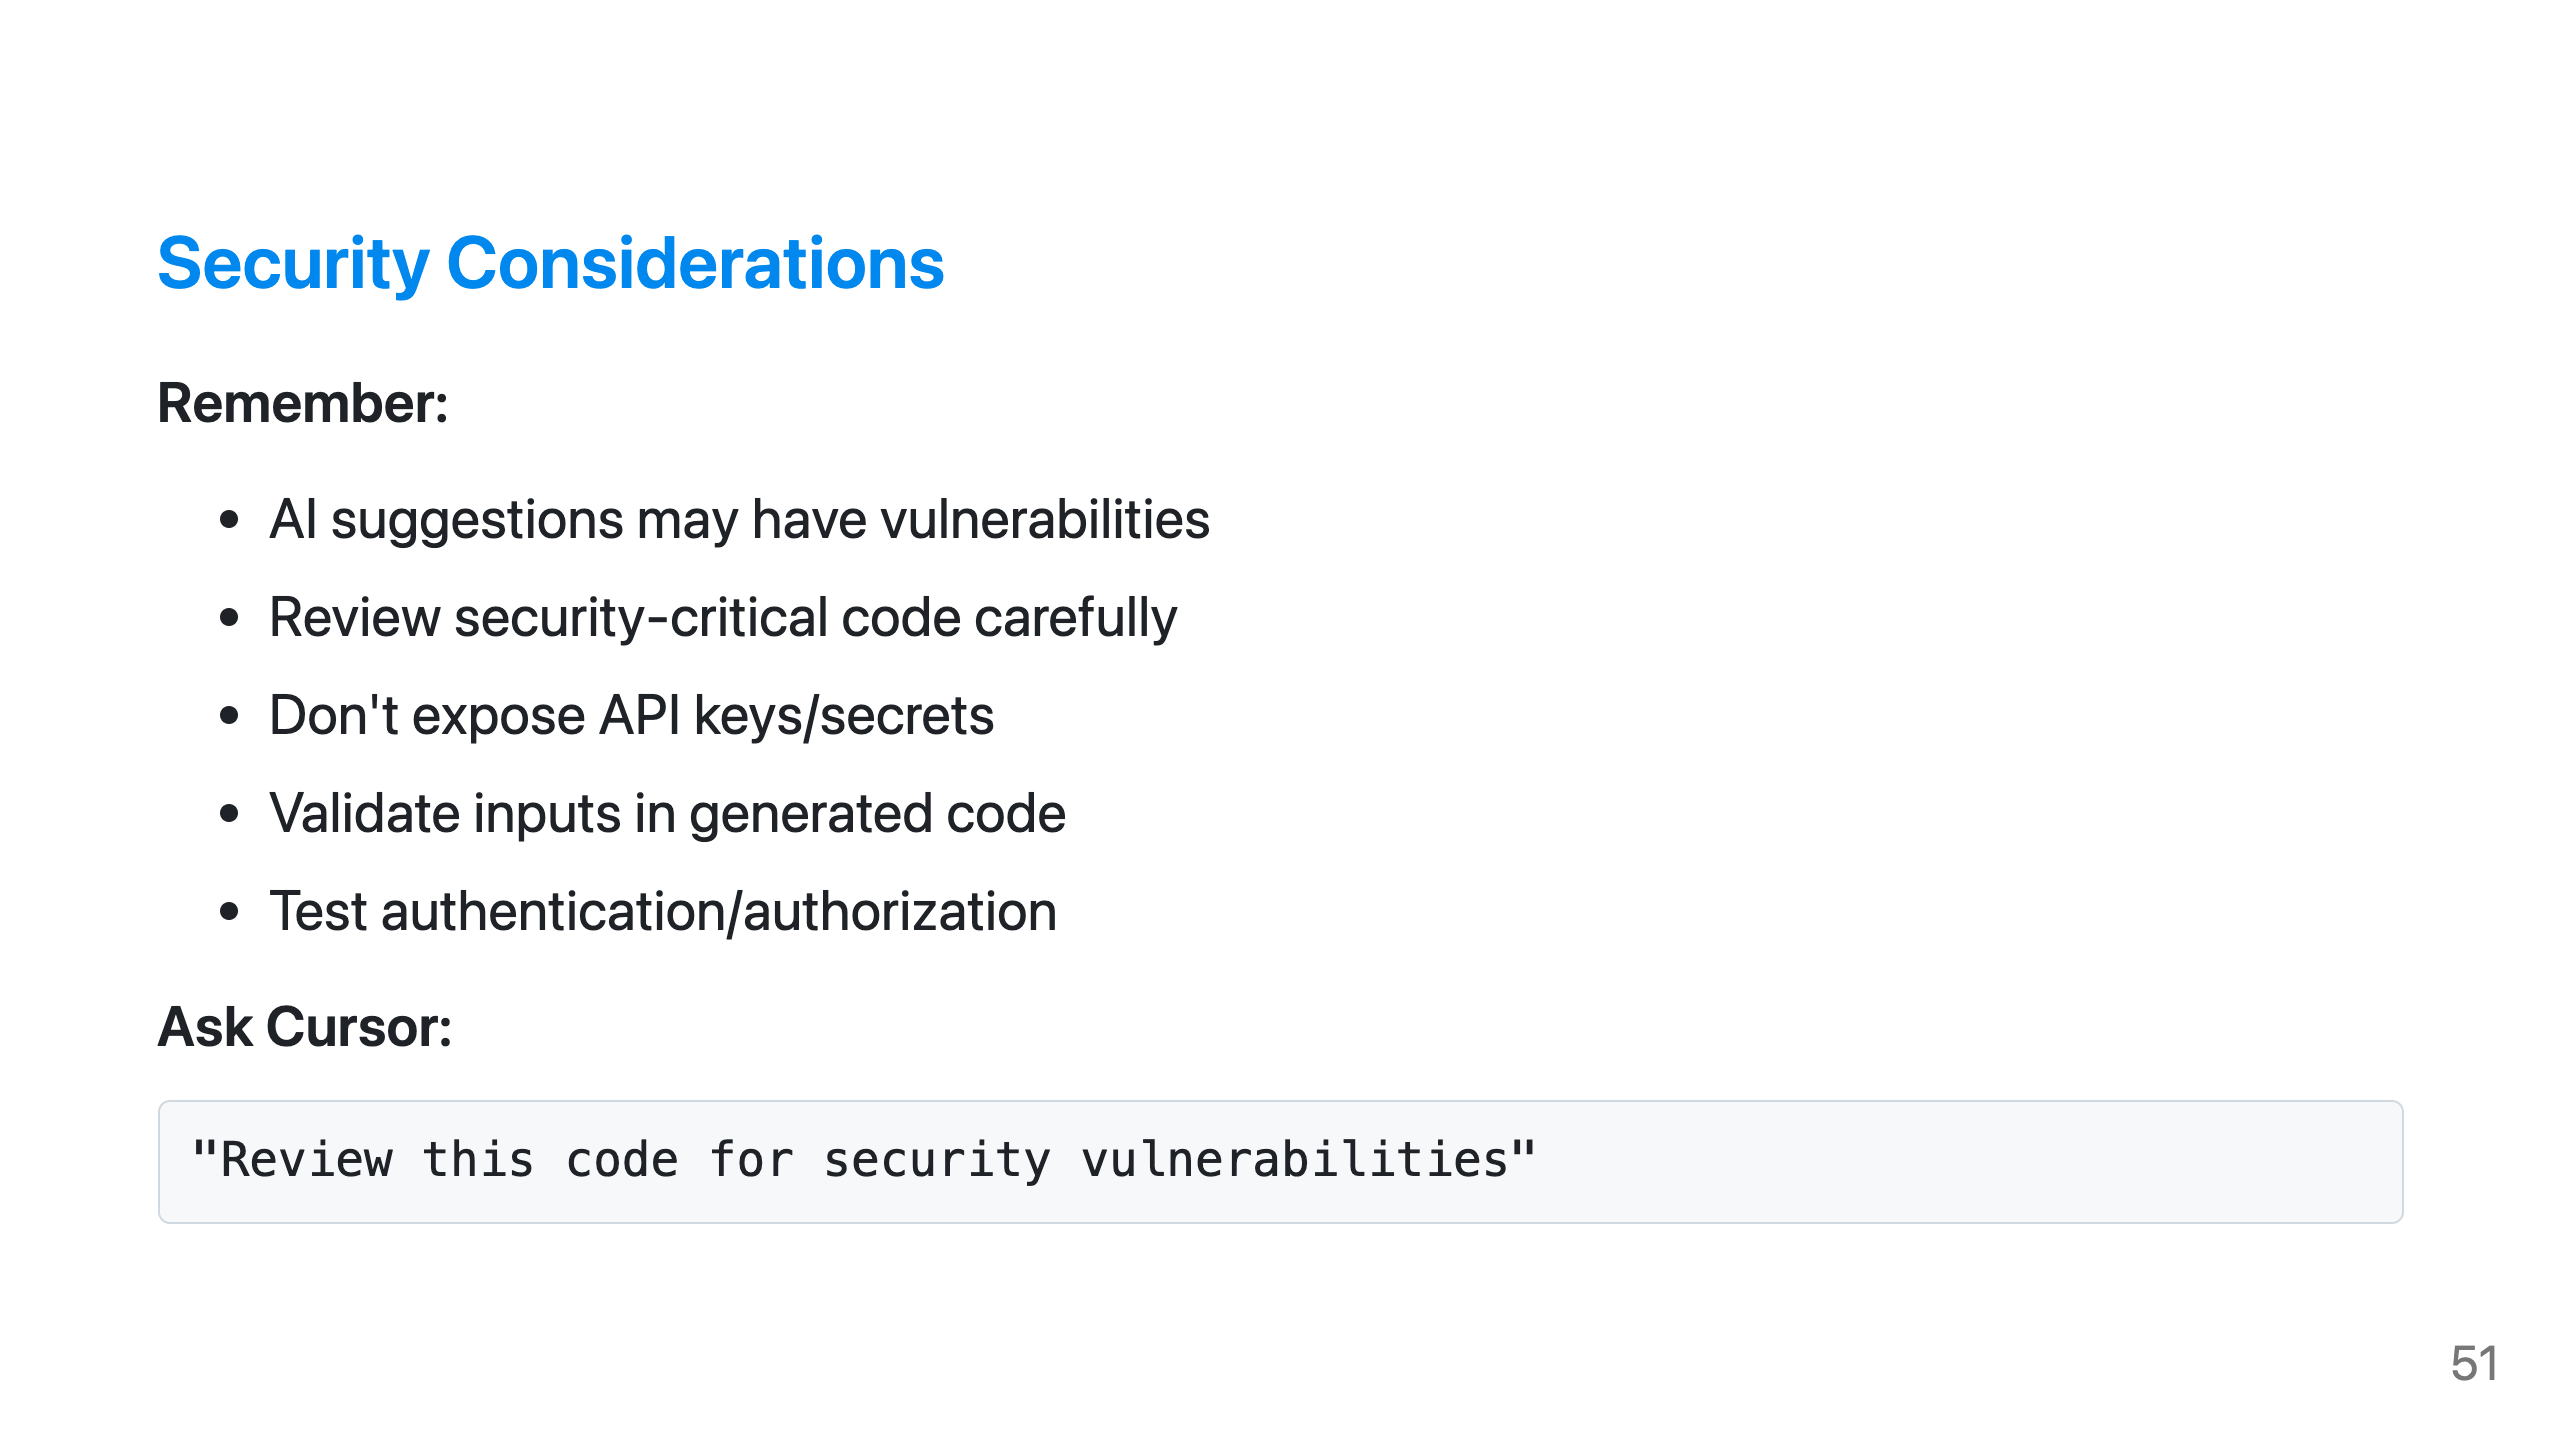 Security Considerations
Remember:
AI suggestions may have vulnerabilities
Review security-critical code carefully
Don't expose API keys/secrets
Validate inputs in generated code
Test authentication/authorization
Ask Cursor:
"Review this code for security vulnerabilities"
51